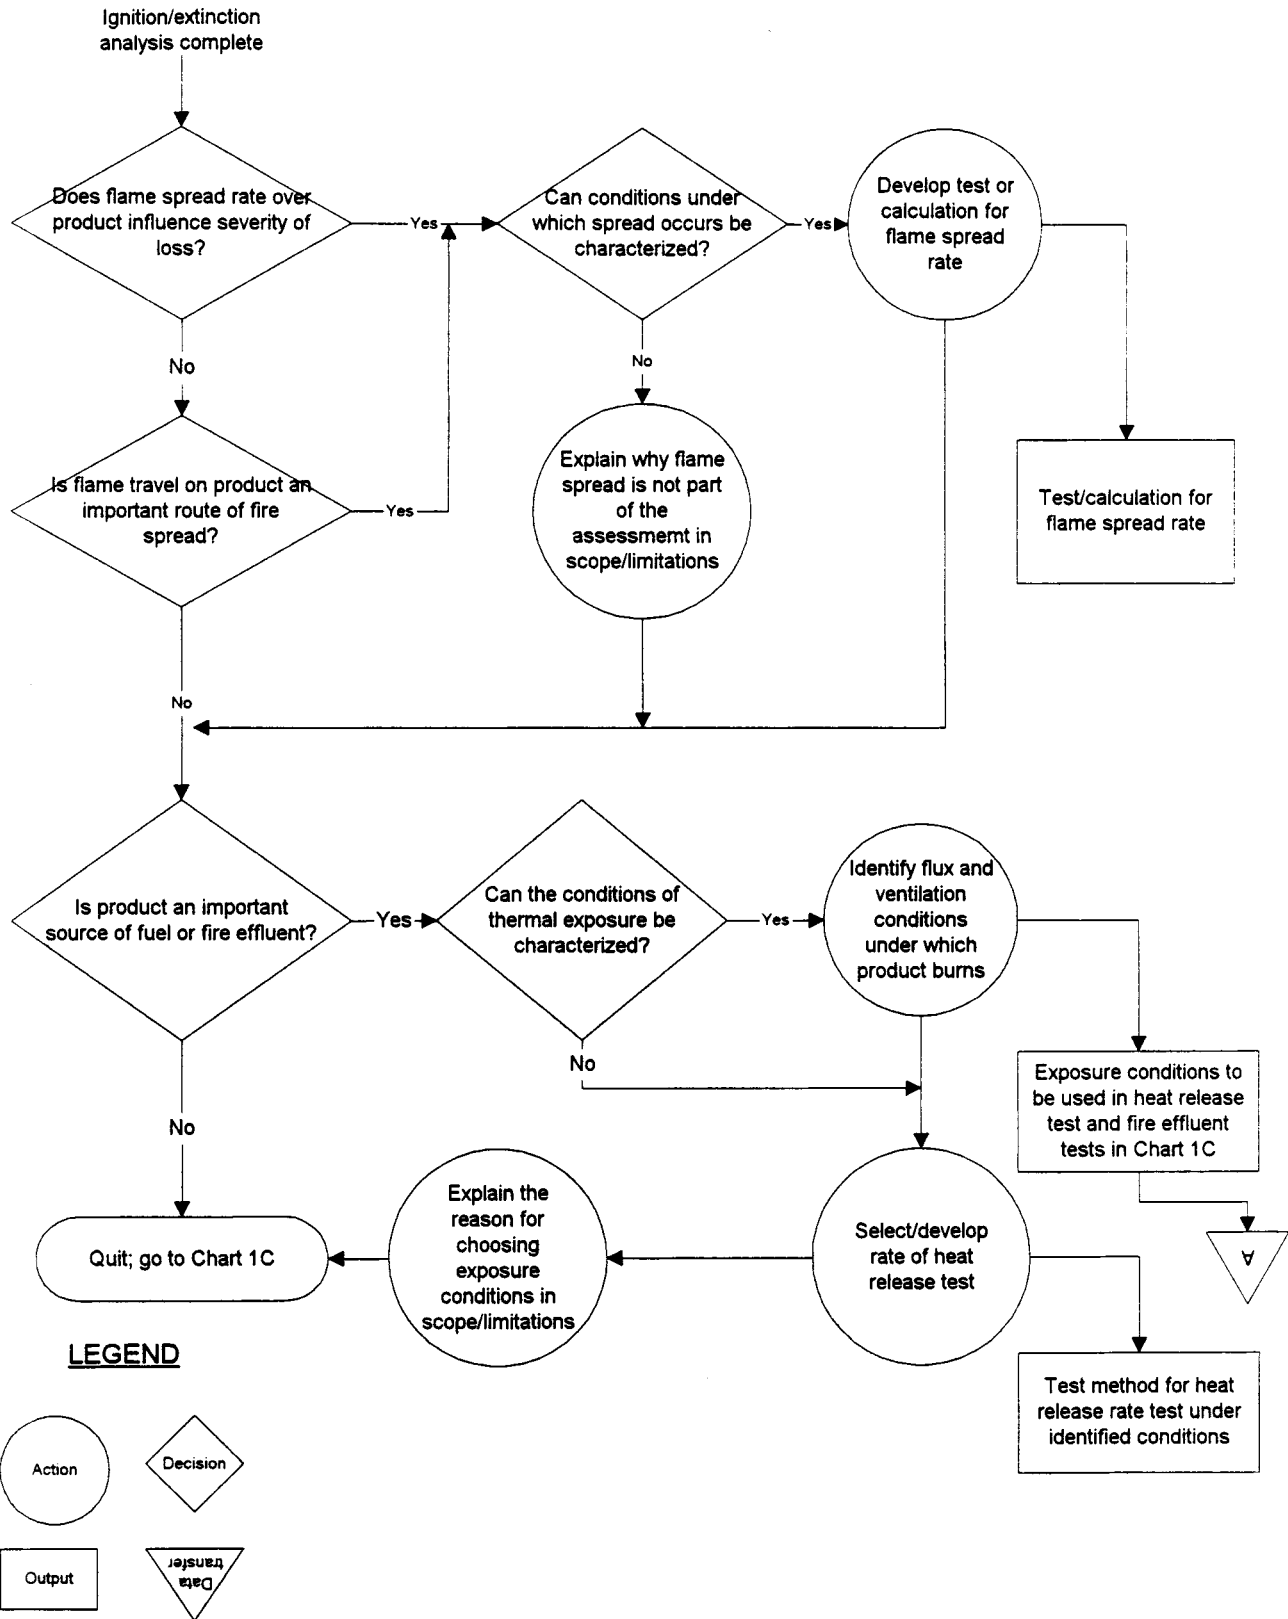 Ignition/extinction
analysis complete
Does flame spread rate over
product influence severity of
loss?
Yes
Can conditions under
which spread occurs be
characterized?
Yes
Develop test or
calculation for
flame spread
rate
No
No
Is flame travel on product an
important route of fire
spread?
Yes
Explain why flame
spread is not part
of the
assessmemt in
scope/limitations
Test/calculation for
flame spread rate
No
Is product an important
source of fuel or fire effluent?
Yes
Can the conditions of
thermal exposure be
characterized?
Yes
Identify flux and
ventilation
conditions
under which
product burns
No
No
Exposure conditions to
be used in heat release
test and fire effluent
tests in Chart 1C
A
Quit; go to Chart 1C
Explain the
reason for
choosing
exposure
conditions in
scope/limitations
Select/develop
rate of heat
release test
Test method for heat
release rate test under
identified conditions
LEGEND
Action
Decision
Output
Data
transfer